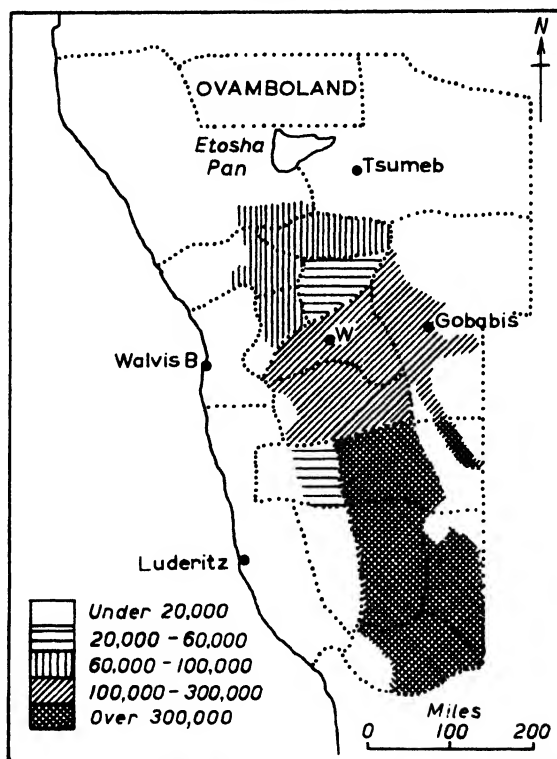 N
OVAMBOLAND
Etosha
Pan
Tsumeb
W
Gobabis
Walvis B
Luderitz
Under 20,000
20,000 - 60,000
60,000 - 100,000
100,000 - 300,000
Over 300,000
Miles
0 100 200